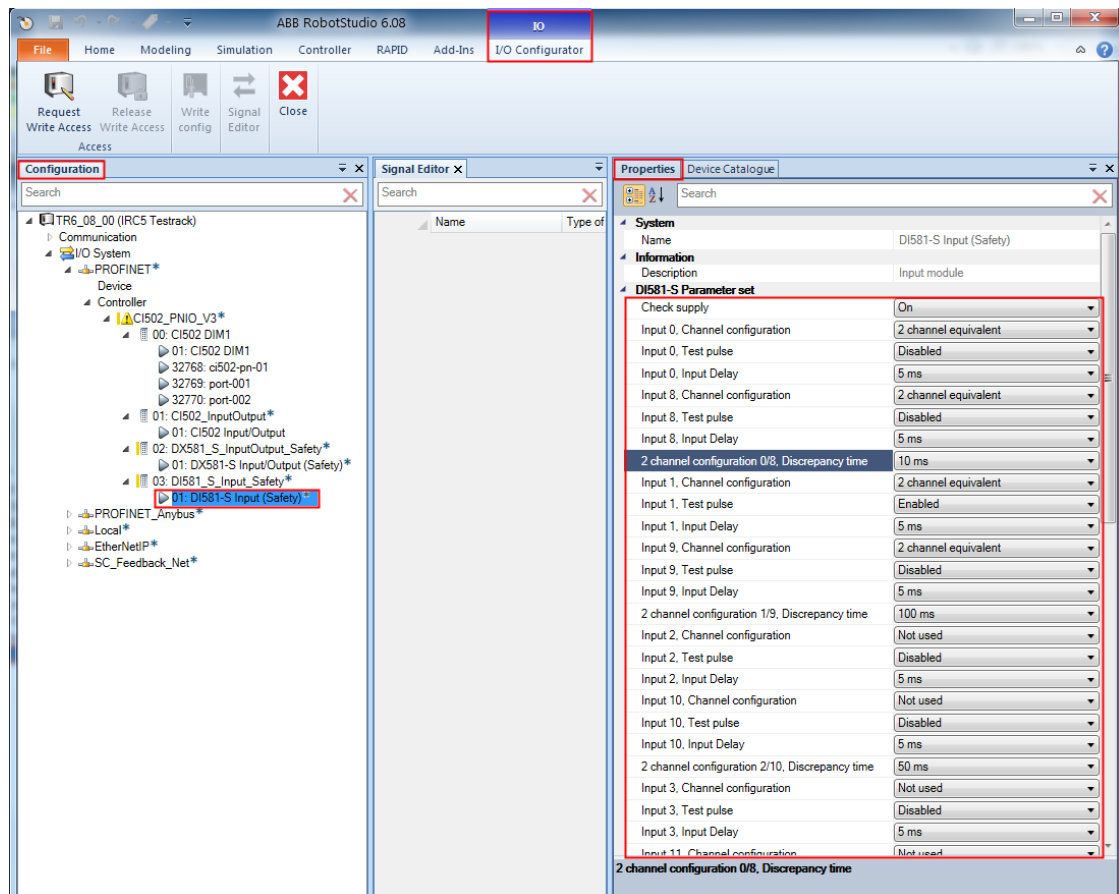 ABB RobotStudio 6.08
IO
File Home Modeling Simulation Controller RAPID Add-Ins I/O Configurator
Request Write Access
Release Write Access
Write config
Signal Editor
Close
Access
Configuration
Search
TR6_08_00 (IRC5 Testrack)
Communication
I/O System
PROFINET*
Device
Controller
CI502_PNIO_V3*
00: CI502 DIM1
01: CI502 DIM1
32768: ci502-pn-01
32769: port-001
32770: port-002
01: CI502_InputOutput*
01: CI502 Input/Output
02: DX581_S_InputOutput_Safety*
01: DX581-S Input/Output (Safety)*
03: DI581_S_Input_Safety*
01: DI581-S Input (Safety)*
PROFINET_Anybus*
Local*
EtherNetIP*
SC_Feedback_Net*
Signal Editor X
Search
Name Type of
Properties Device Catalogue
Search
System
Name DI581-S Input (Safety)
Information
Description Input module
DI581-S Parameter set
Check supply On
Input 0, Channel configuration 2 channel equivalent
Input 0, Test pulse Disabled
Input 0, Input Delay 5 ms
Input 8, Channel configuration 2 channel equivalent
Input 8, Test pulse Disabled
Input 8, Input Delay 5 ms
2 channel configuration 0/8, Discrepancy time 10 ms
Input 1, Channel configuration 2 channel equivalent
Input 1, Test pulse Enabled
Input 1, Input Delay 5 ms
Input 9, Channel configuration 2 channel equivalent
Input 9, Test pulse Disabled
Input 9, Input Delay 5 ms
2 channel configuration 1/9, Discrepancy time 100 ms
Input 2, Channel configuration Not used
Input 2, Test pulse Disabled
Input 2, Input Delay 5 ms
Input 10, Channel configuration Not used
Input 10, Test pulse Disabled
Input 10, Input Delay 5 ms
2 channel configuration 2/10, Discrepancy time 50 ms
Input 3, Channel configuration Not used
Input 3, Test pulse Disabled
Input 3, Input Delay 5 ms
Input 11, Channel configuration Not used
2 channel configuration 0/8, Discrepancy time